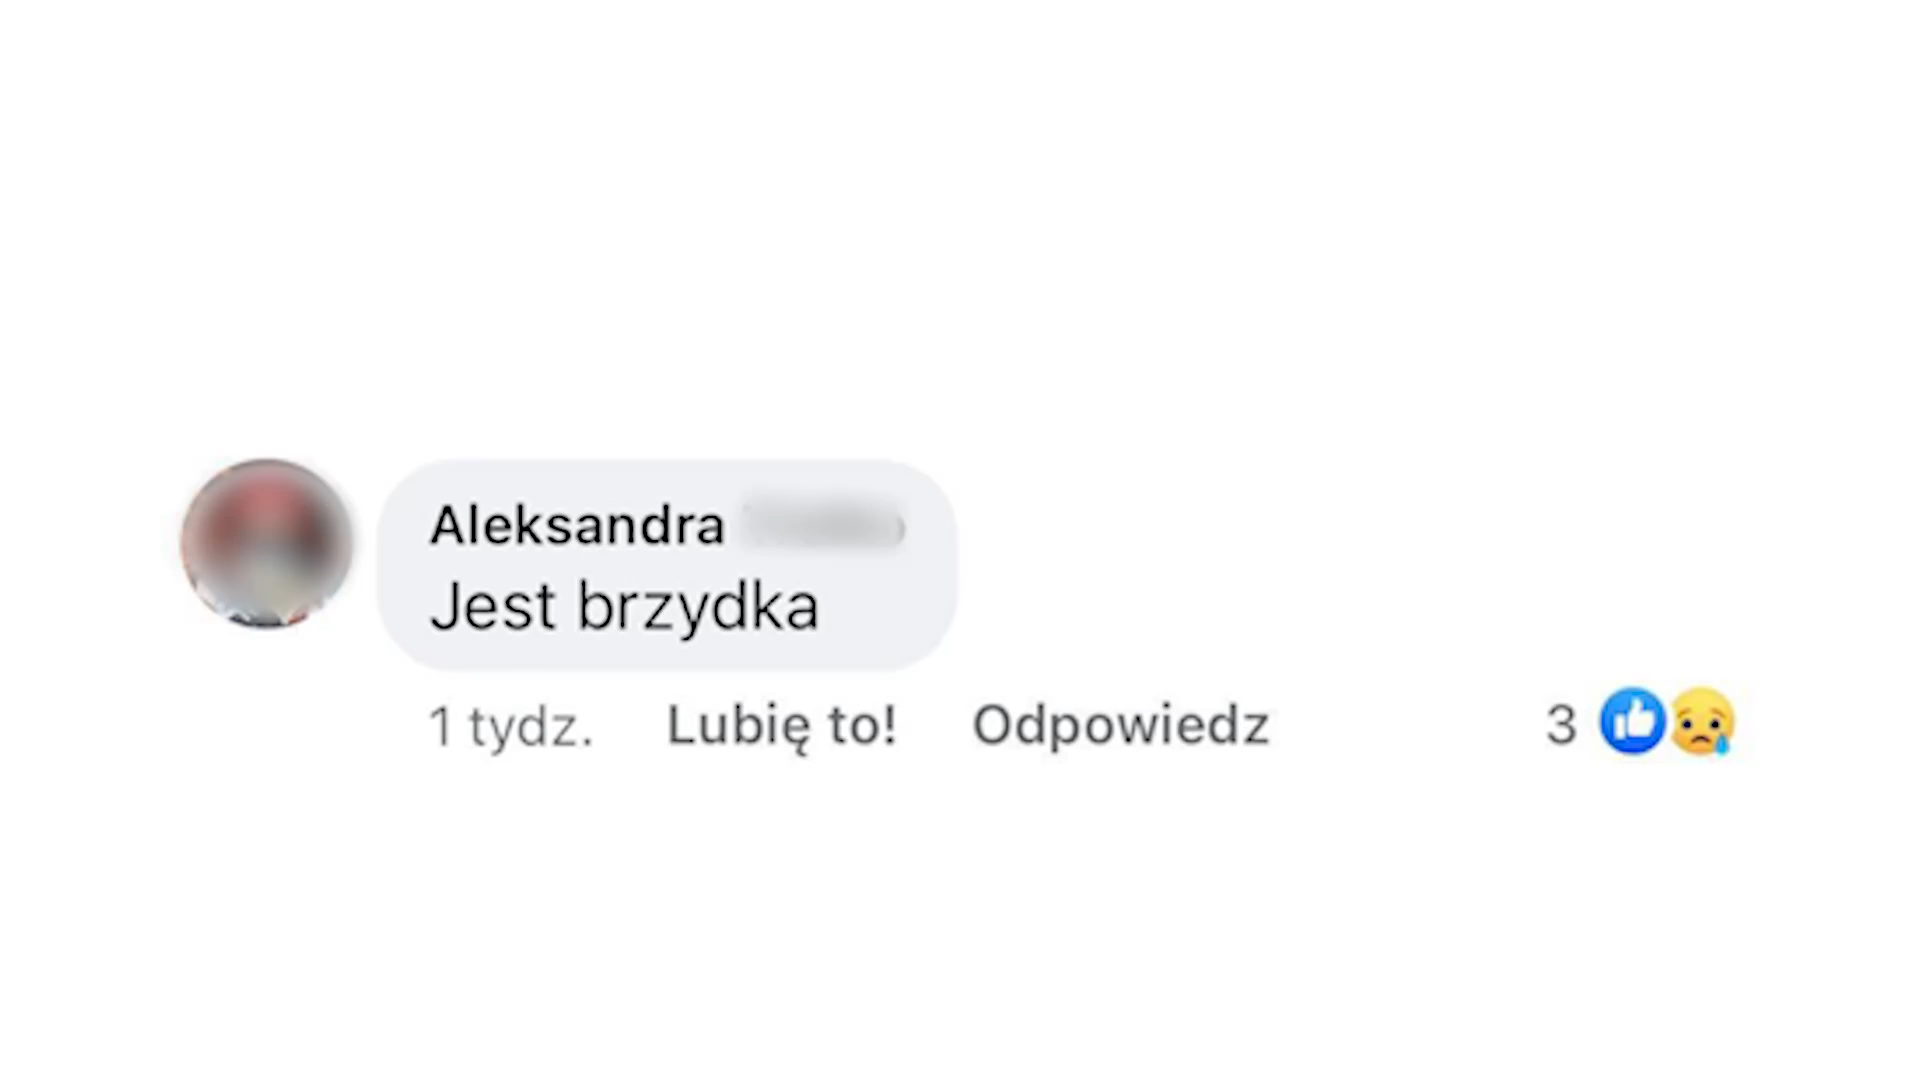 Aleksandra
Jest brzydka
1 tydz. Lubię to! Odpowiedz 3